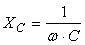 X_C = 1 / (ω · C)